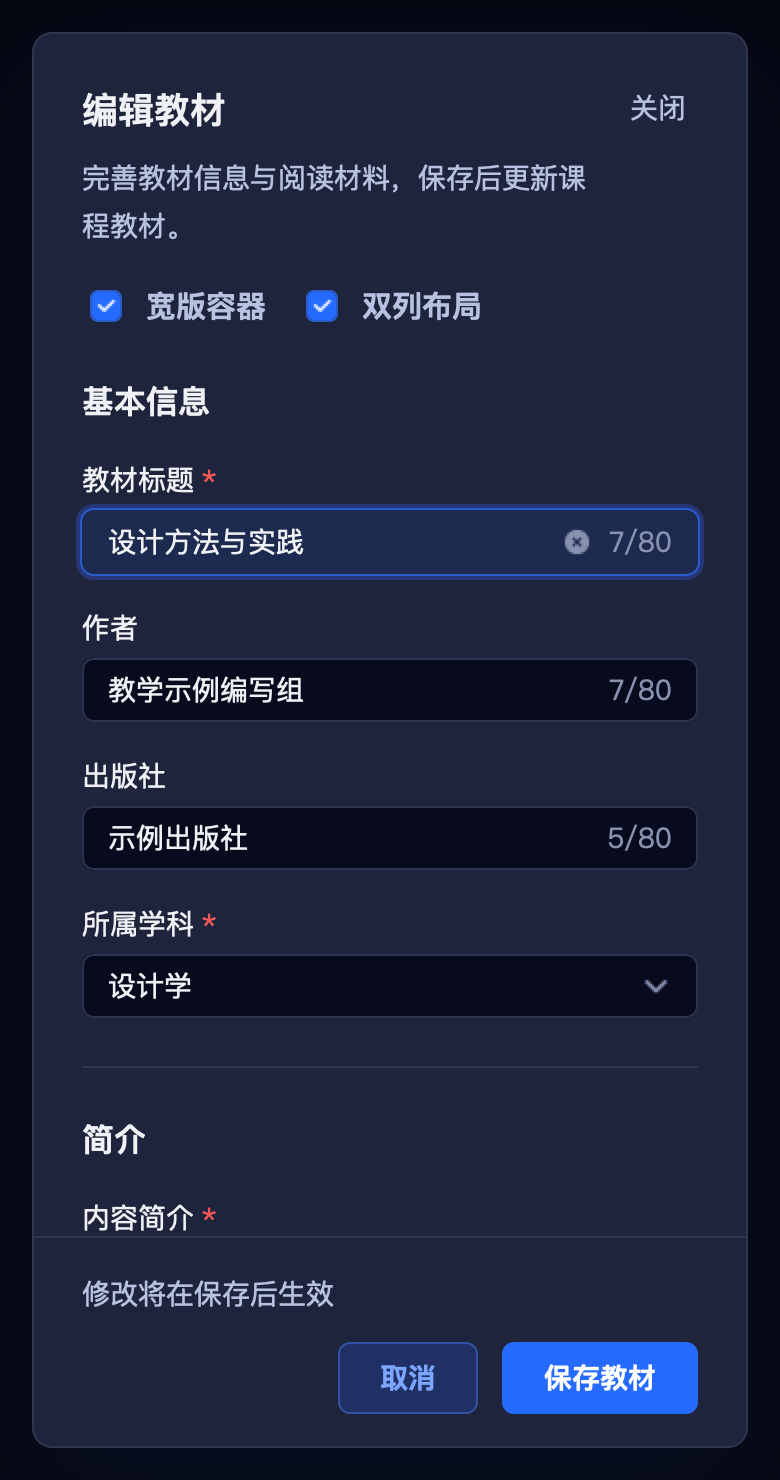 编辑教材
关闭
完善教材信息与阅读材料，保存后更新课
程教材。
宽版容器 双列布局
基本信息
教材标题 *
设计方法与实践 7/80
作者
教学示例编写组 7/80
出版社
示例出版社 5/80
所属学科 *
设计学
简介
内容简介 *
修改将在保存后生效
取消 保存教材